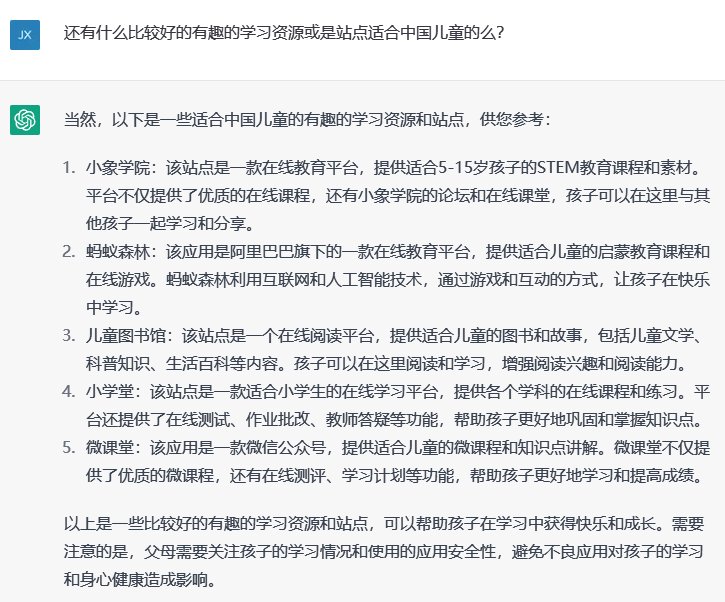 JX
还有什么比较好的有趣的学习资源或是站点适合中国儿童的么?
当然，以下是一些适合中国儿童的有趣的学习资源和站点，供您参考：
1. 小象学院：该站点是一款在线教育平台，提供适合5-15岁孩子的STEM教育课程和素材。
平台不仅提供了优质的在线课程，还有小象学院的论坛和在线课堂，孩子可以在这里与其
他孩子一起学习和分享。
2. 蚂蚁森林：该应用是阿里巴巴旗下的一款在线教育平台，提供适合儿童的启蒙教育课程和
在线游戏。蚂蚁森林利用互联网和人工智能技术，通过游戏和互动的方式，让孩子在快乐
中学习。
3. 儿童图书馆：该站点是一个在线阅读平台，提供适合儿童的图书和故事，包括儿童文学、
科普知识、生活百科等内容。孩子可以在这里阅读和学习，增强阅读兴趣和阅读能力。
4. 小学堂：该站点是一款适合小学生的在线学习平台，提供各个学科的在线课程和练习。平
台还提供了在线测试、作业批改、教师答疑等功能，帮助孩子更好地巩固和掌握知识点。
5. 微课堂：该应用是一款微信公众号，提供适合儿童的微课程和知识点讲解。微课堂不仅提
供了优质的微课程，还有在线测评、学习计划等功能，帮助孩子更好地学习和提高成绩。
以上是一些比较好的有趣的学习资源和站点，可以帮助孩子在学习中获得快乐和成长。需要
注意的是，父母需要关注孩子的学习情况和使用的应用安全性，避免不良应用对孩子的学习
和身心健康造成影响。